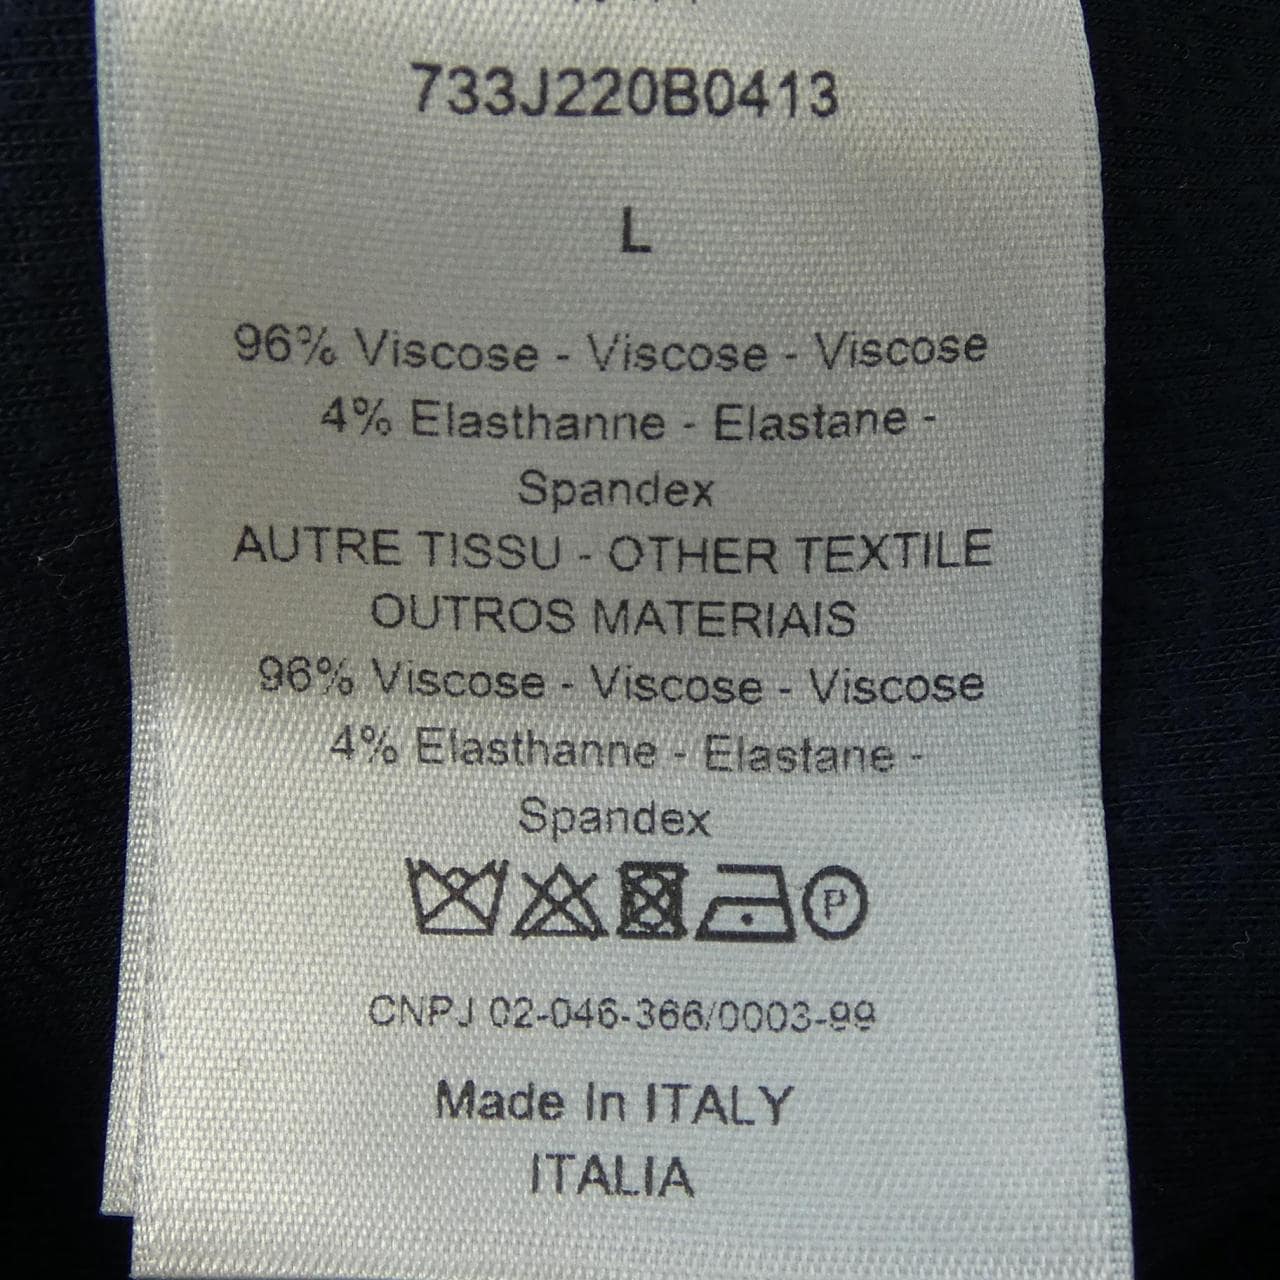 733J220B0413
L
96% Viscose - Viscose - Viscose
4% Elasthanne - Elastane -
Spandex
AUTRE TISSU - OTHER TEXTILE
OUTROS MATERIAIS
96% Viscose - Viscose - Viscose
4% Elasthanne - Elastane -
Spandex
P
CNPJ 02-046-366/0003-99
Made In ITALY
ITALIA